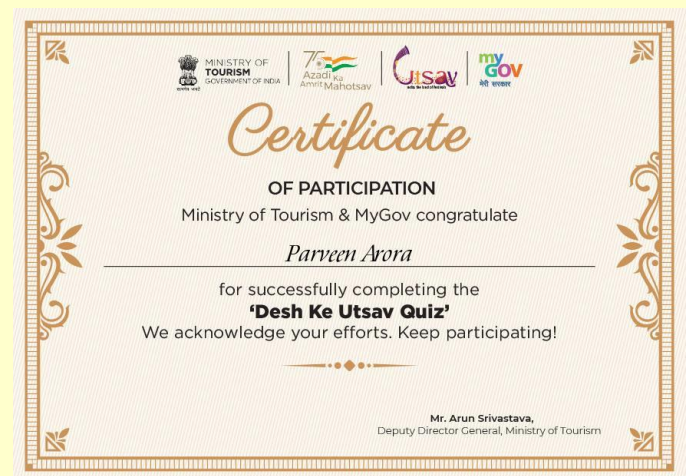 MINISTRY OF
TOURISM
GOVERNMENT OF INDIA
75
Azadi Ka
Amrit Mahotsav
Utsav
my
GOV
मेरी सरकार
Certificate
OF PARTICIPATION
Ministry of Tourism & MyGov congratulate
Parveen Arora
for successfully completing the
‘Desh Ke Utsav Quiz’
We acknowledge your efforts. Keep participating!
Mr. Arun Srivastava,
Deputy Director General, Ministry of Tourism